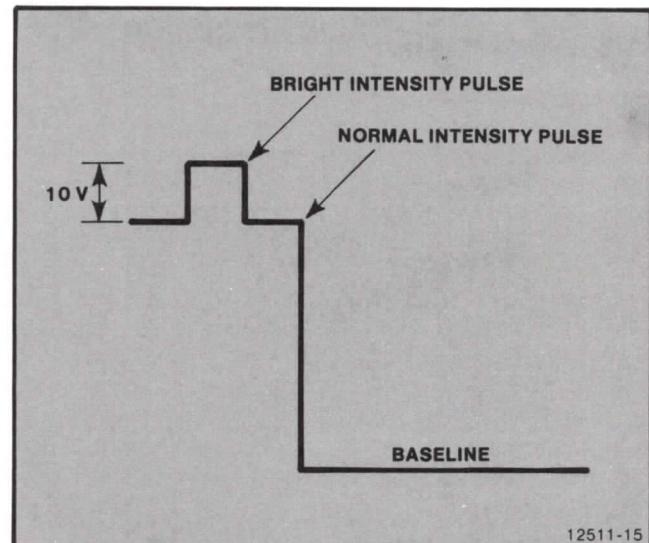 BRIGHT INTENSITY PULSE
NORMAL INTENSITY PULSE
10 V
BASELINE
12511-15